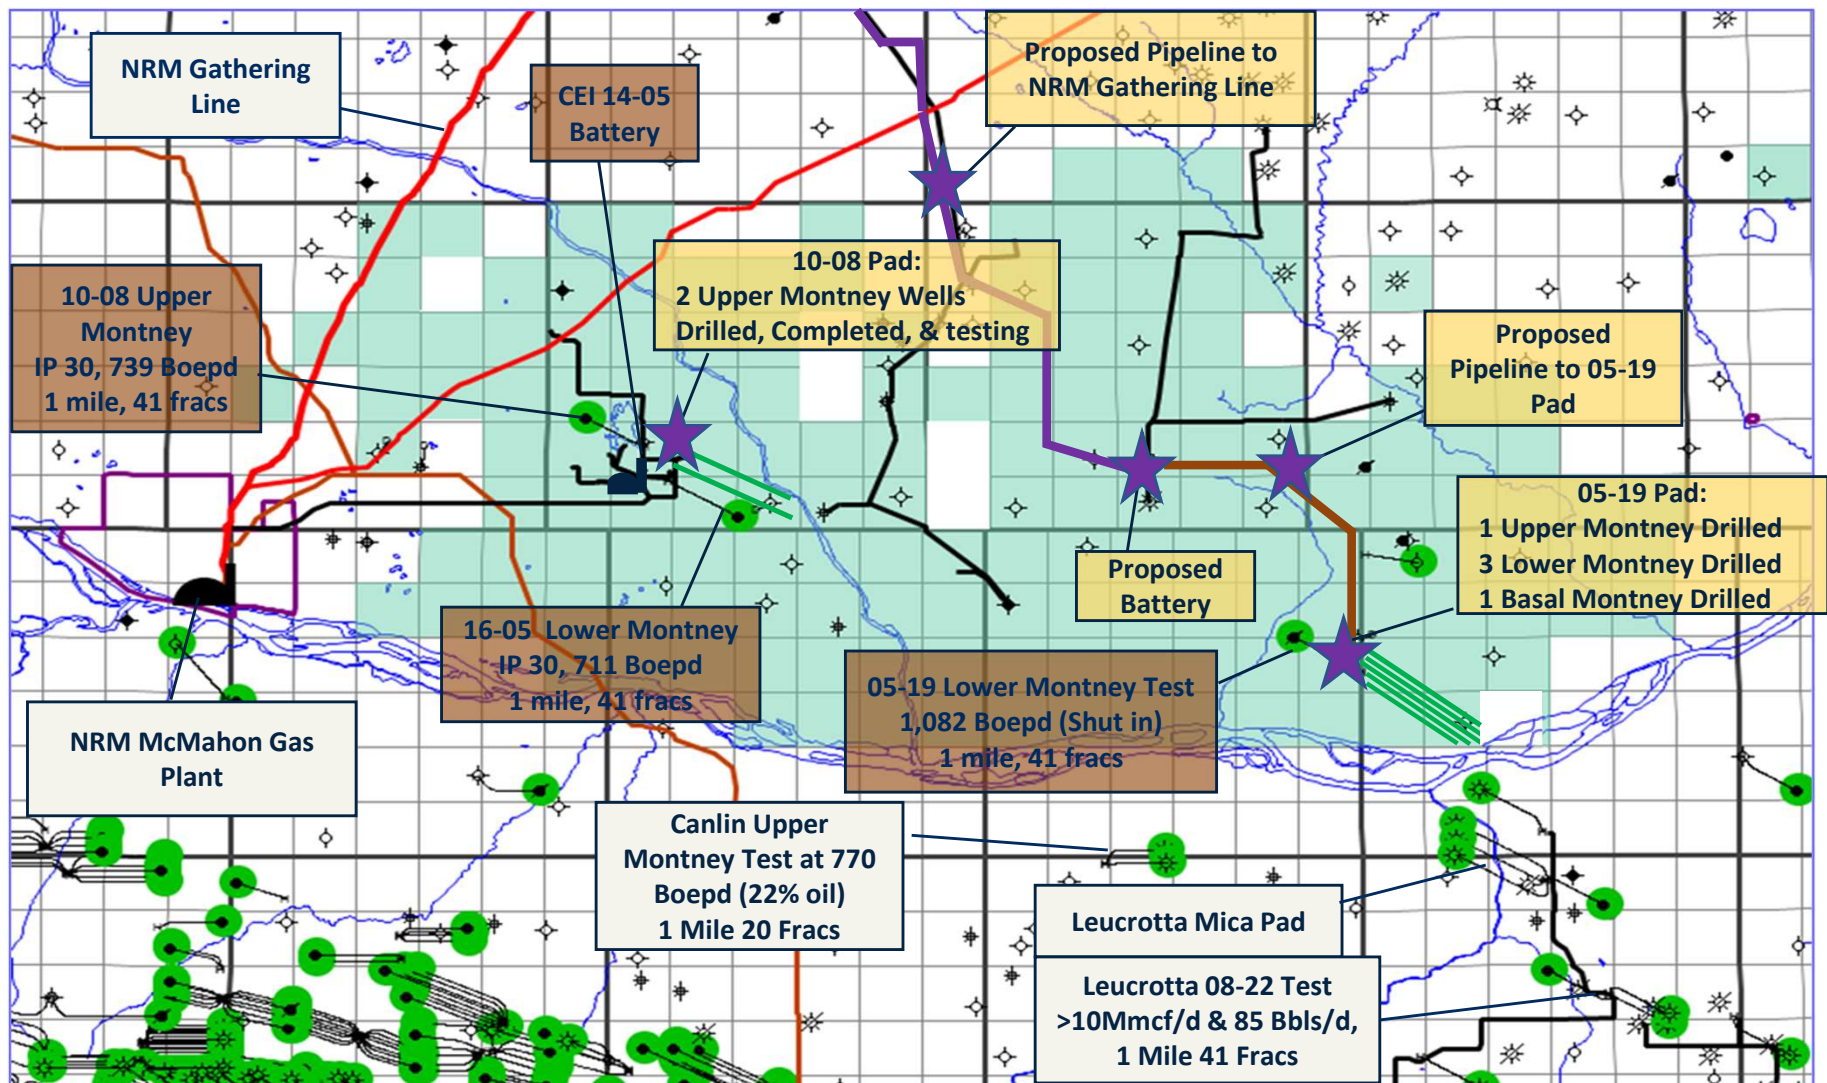 NRM Gathering
Line
CEI 14-05
Battery
Proposed Pipeline to
NRM Gathering Line
10-08 Upper
Montney
IP 30, 739 Boepd
1 mile, 41 fracs
10-08 Pad:
2 Upper Montney Wells
Drilled, Completed, & testing
Proposed
Pipeline to 05-19
Pad
05-19 Pad:
1 Upper Montney Drilled
3 Lower Montney Drilled
1 Basal Montney Drilled
Proposed
Battery
16-05 Lower Montney
IP 30, 711 Boepd
1 mile, 41 fracs
05-19 Lower Montney Test
1,082 Boepd (Shut in)
1 mile, 41 fracs
NRM McMahon Gas
Plant
Canlin Upper
Montney Test at 770
Boepd (22% oil)
1 Mile 20 Fracs
Leucrotta Mica Pad
Leucrotta 08-22 Test
>10Mmcf/d & 85 Bbls/d,
1 Mile 41 Fracs